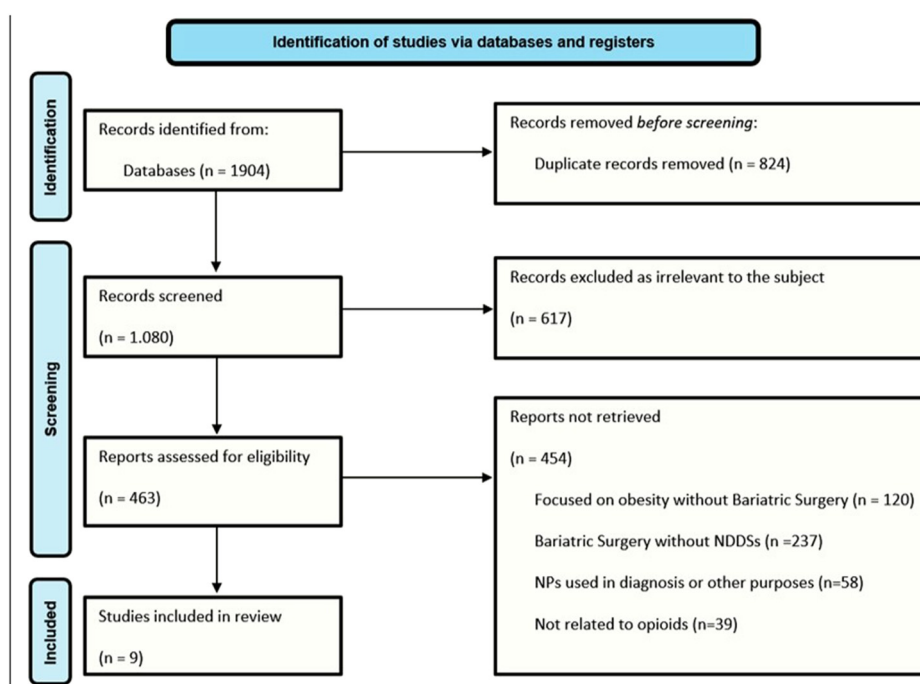 Identification of studies via databases and registers
Identification
Records identified from:
Databases (n = 1904)
Records removed before screening:
Duplicate records removed (n = 824)
Screening
Records screened
(n = 1.080)
Records excluded as irrelevant to the subject
(n = 617)
Reports assessed for eligibility
(n = 463)
Reports not retrieved
(n = 454)
Focused on obesity without Bariatric Surgery (n = 120)
Bariatric Surgery without NDDSs (n =237)
NPs used in diagnosis or other purposes (n=58)
Not related to opioids (n=39)
Included
Studies included in review
(n = 9)